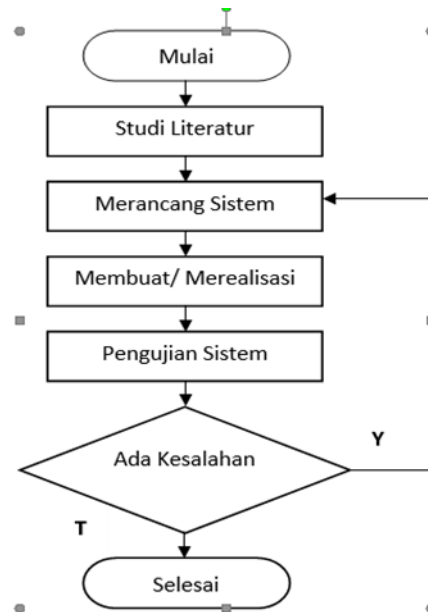 Mulai
Studi Literatur
Merancang Sistem
Membuat/ Merealisasi
Pengujian Sistem
Ada Kesalahan
Y
T
Selesai